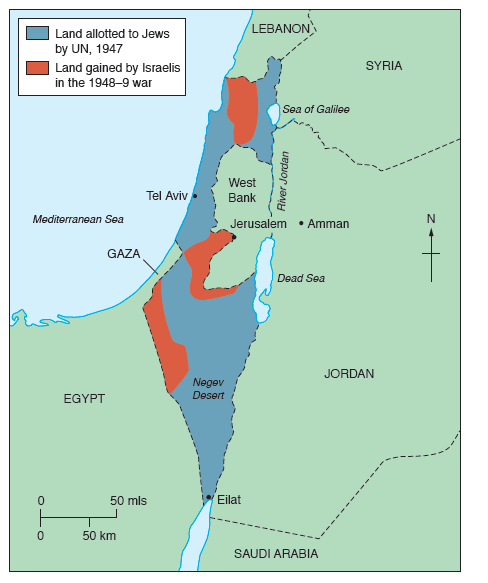 Land allotted to Jews
by UN, 1947
Land gained by Israelis
in the 1948–9 war
LEBANON
SYRIA
Sea of Galilee
River Jordan
West
Bank
Tel Aviv
Mediterranean Sea
Jerusalem
Amman
N
GAZA
Dead Sea
JORDAN
Negev
Desert
EGYPT
0 50 mls
0 50 km
Eilat
SAUDI ARABIA